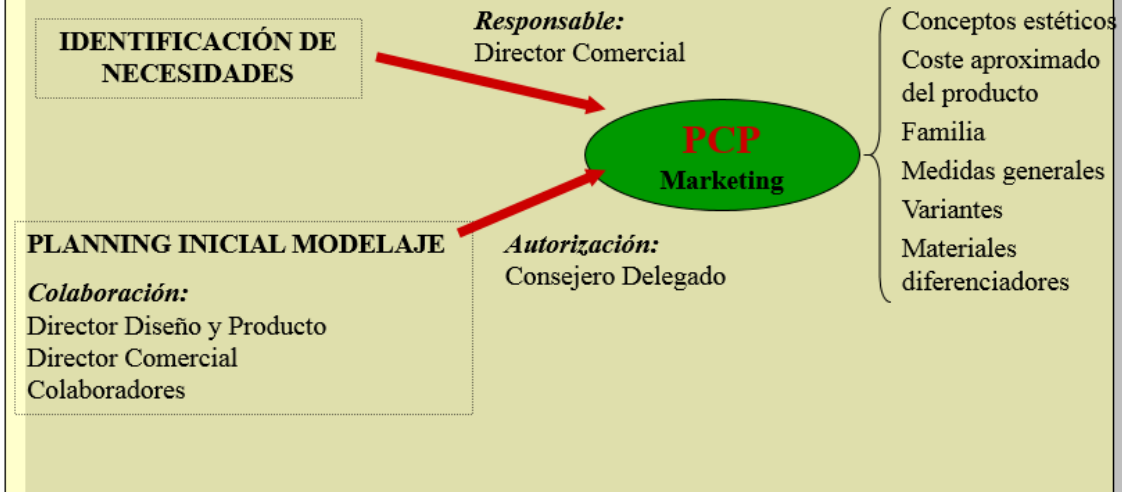 IDENTIFICACIÓN DE
NECESIDADES
Responsable:
Director Comercial
PCP
Marketing
Conceptos estéticos
Coste aproximado
del producto
Familia
Medidas generales
Variantes
Materiales
diferenciadores
PLANNING INICIAL MODELAJE
Colaboración:
Director Diseño y Producto
Director Comercial
Colaboradores
Autorización:
Consejero Delegado